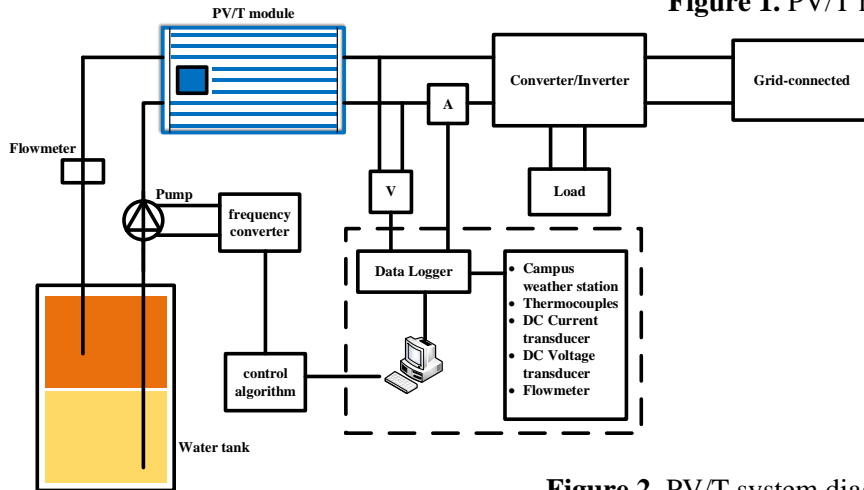 Figure 1. PV/T
PV/T module
Converter/Inverter
Grid-connected
A
Flowmeter
V
Load
Pump
frequency
converter
Data Logger
• Campus
weather station
• Thermocouples
• DC Current
transducer
• DC Voltage
transducer
• Flowmeter
control
algorithm
Water tank
Figure 2. PV/T system